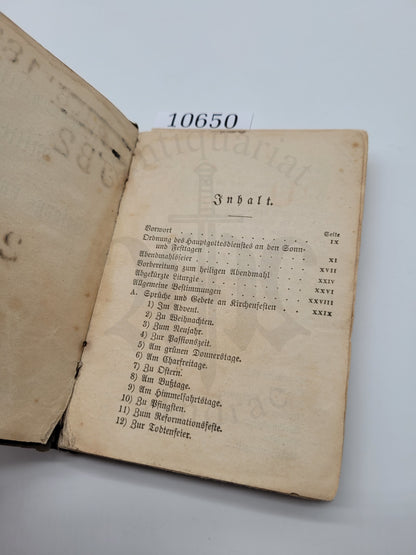 10650
Antiquariat
Inhalt.
Seite
Vorwort . . . . . . . . . . . IX
Ordnung des Hauptgottesdienstes an den Sonn-
und Festtagen . . . . . . . . . XI
Abendmahlsfeier . . . . . . . . . XVII
Vorbereitung zum heiligen Abendmahl . . . XXIV
Abgekürzte Liturgie . . . . . . . . XXVI
Allgemeine Bestimmungen . . . . . . XXVIII
A. Sprüche und Gebete an Kirchenfesten . . XXIX
1) Im Advent.
2) Zu Weihnachten.
3) Zum Neujahr.
4) Zur Passionszeit.
5) Am grünen Donnerstage.
6) Am Charfreitage.
7) Zu Ostern.
8) Am Bußtage.
9) Am Himmelfahrtstage.
10) Zu Pfingsten.
11) Zum Reformationsfeste.
12) Zur Todtenfeier.